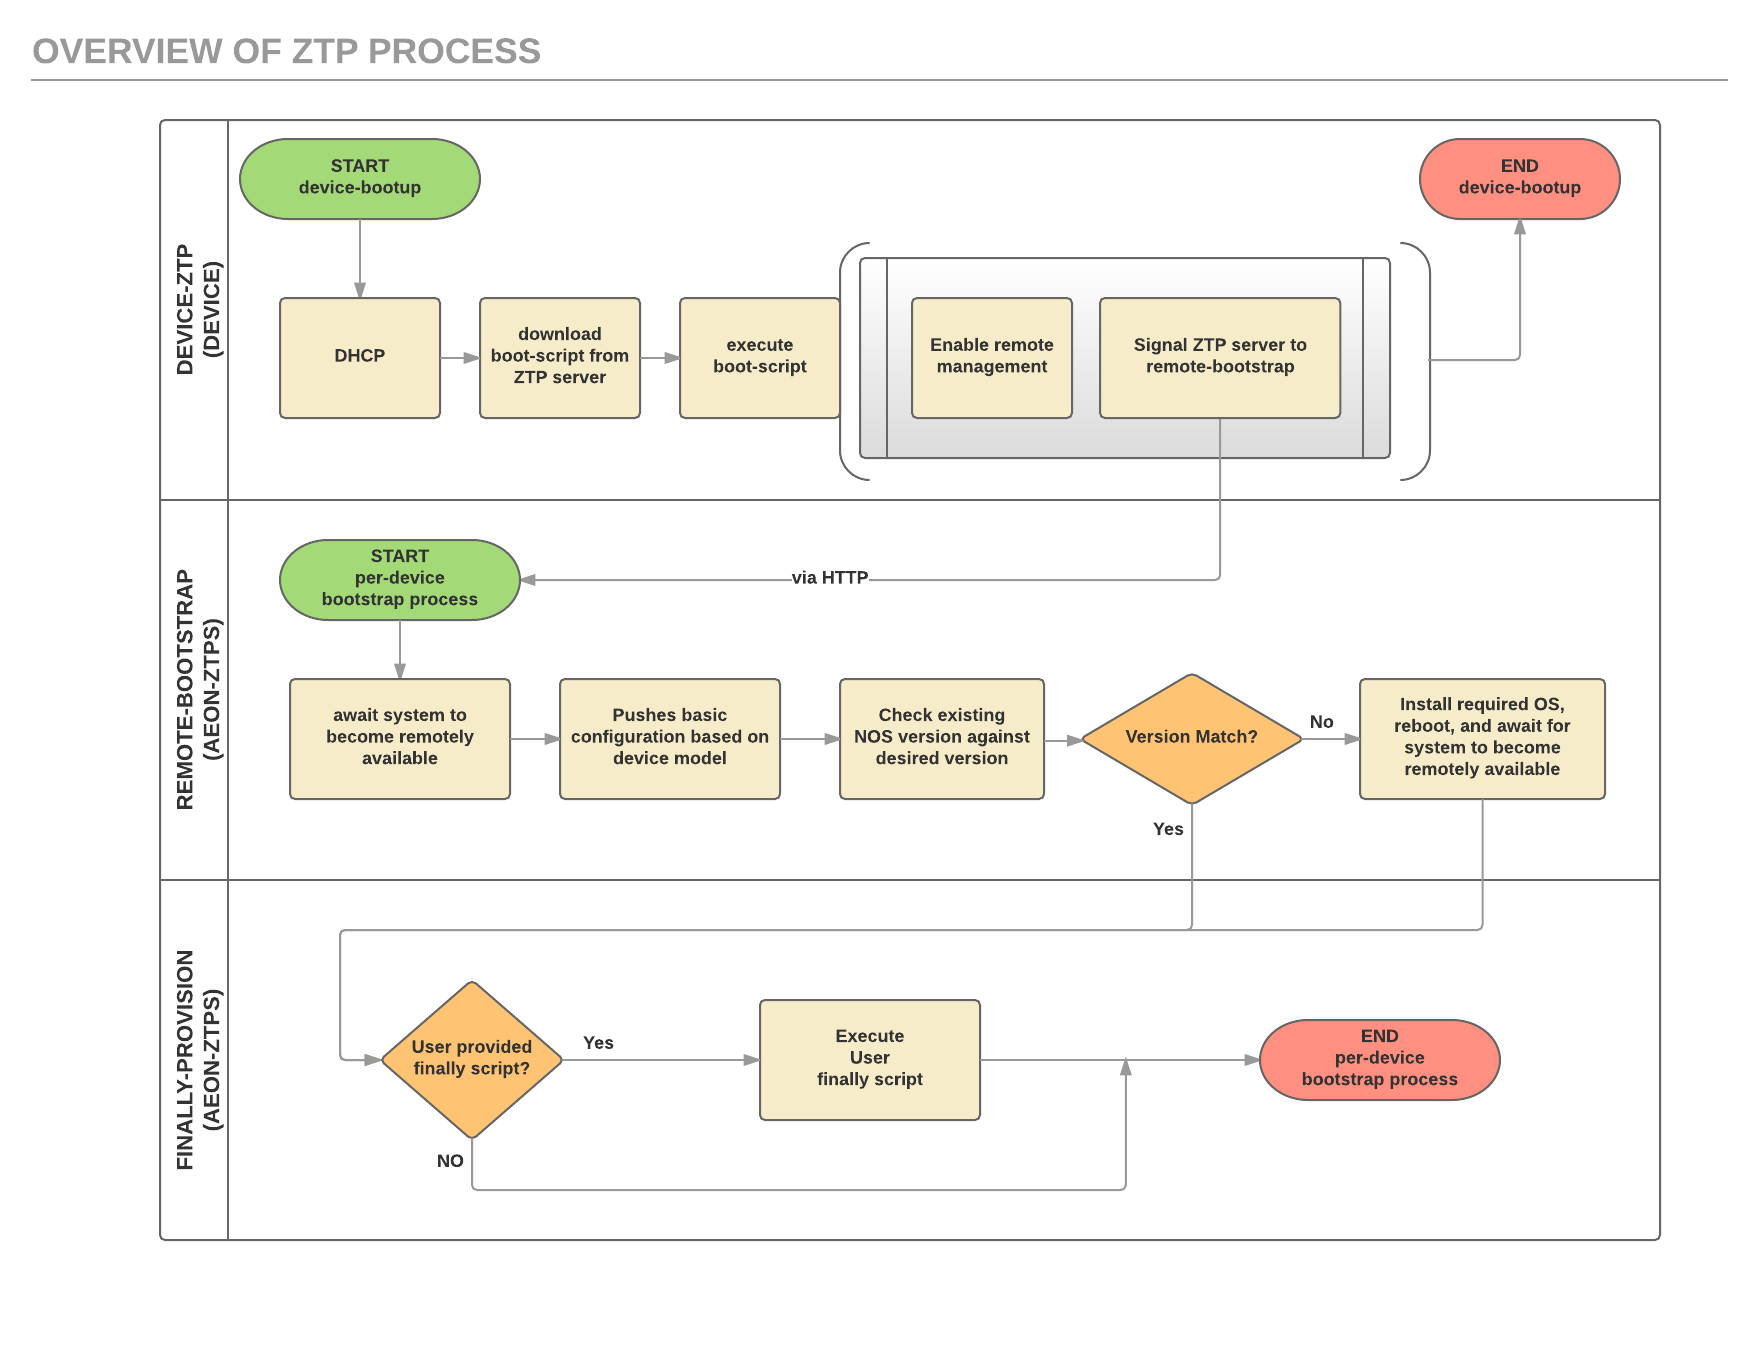 OVERVIEW OF ZTP PROCESS
DEVICE-ZTP
(DEVICE)
START
device-bootup
END
device-bootup
DHCP
download
boot-script from
ZTP server
execute
boot-script
Enable remote
management
Signal ZTP server to
remote-bootstrap
REMOTE-BOOTSTRAP
(AEON-ZTPS)
START
per-device
bootstrap process
via HTTP
await system to
become remotely
available
Pushes basic
configuration based on
device model
Check existing
NOS version against
desired version
Version Match?
No
Install required OS,
reboot, and await for
system to become
remotely available
Yes
FINALLY-PROVISION
(AEON-ZTPS)
User provided
finally script?
Yes
Execute
User
finally script
END
per-device
bootstrap process
NO